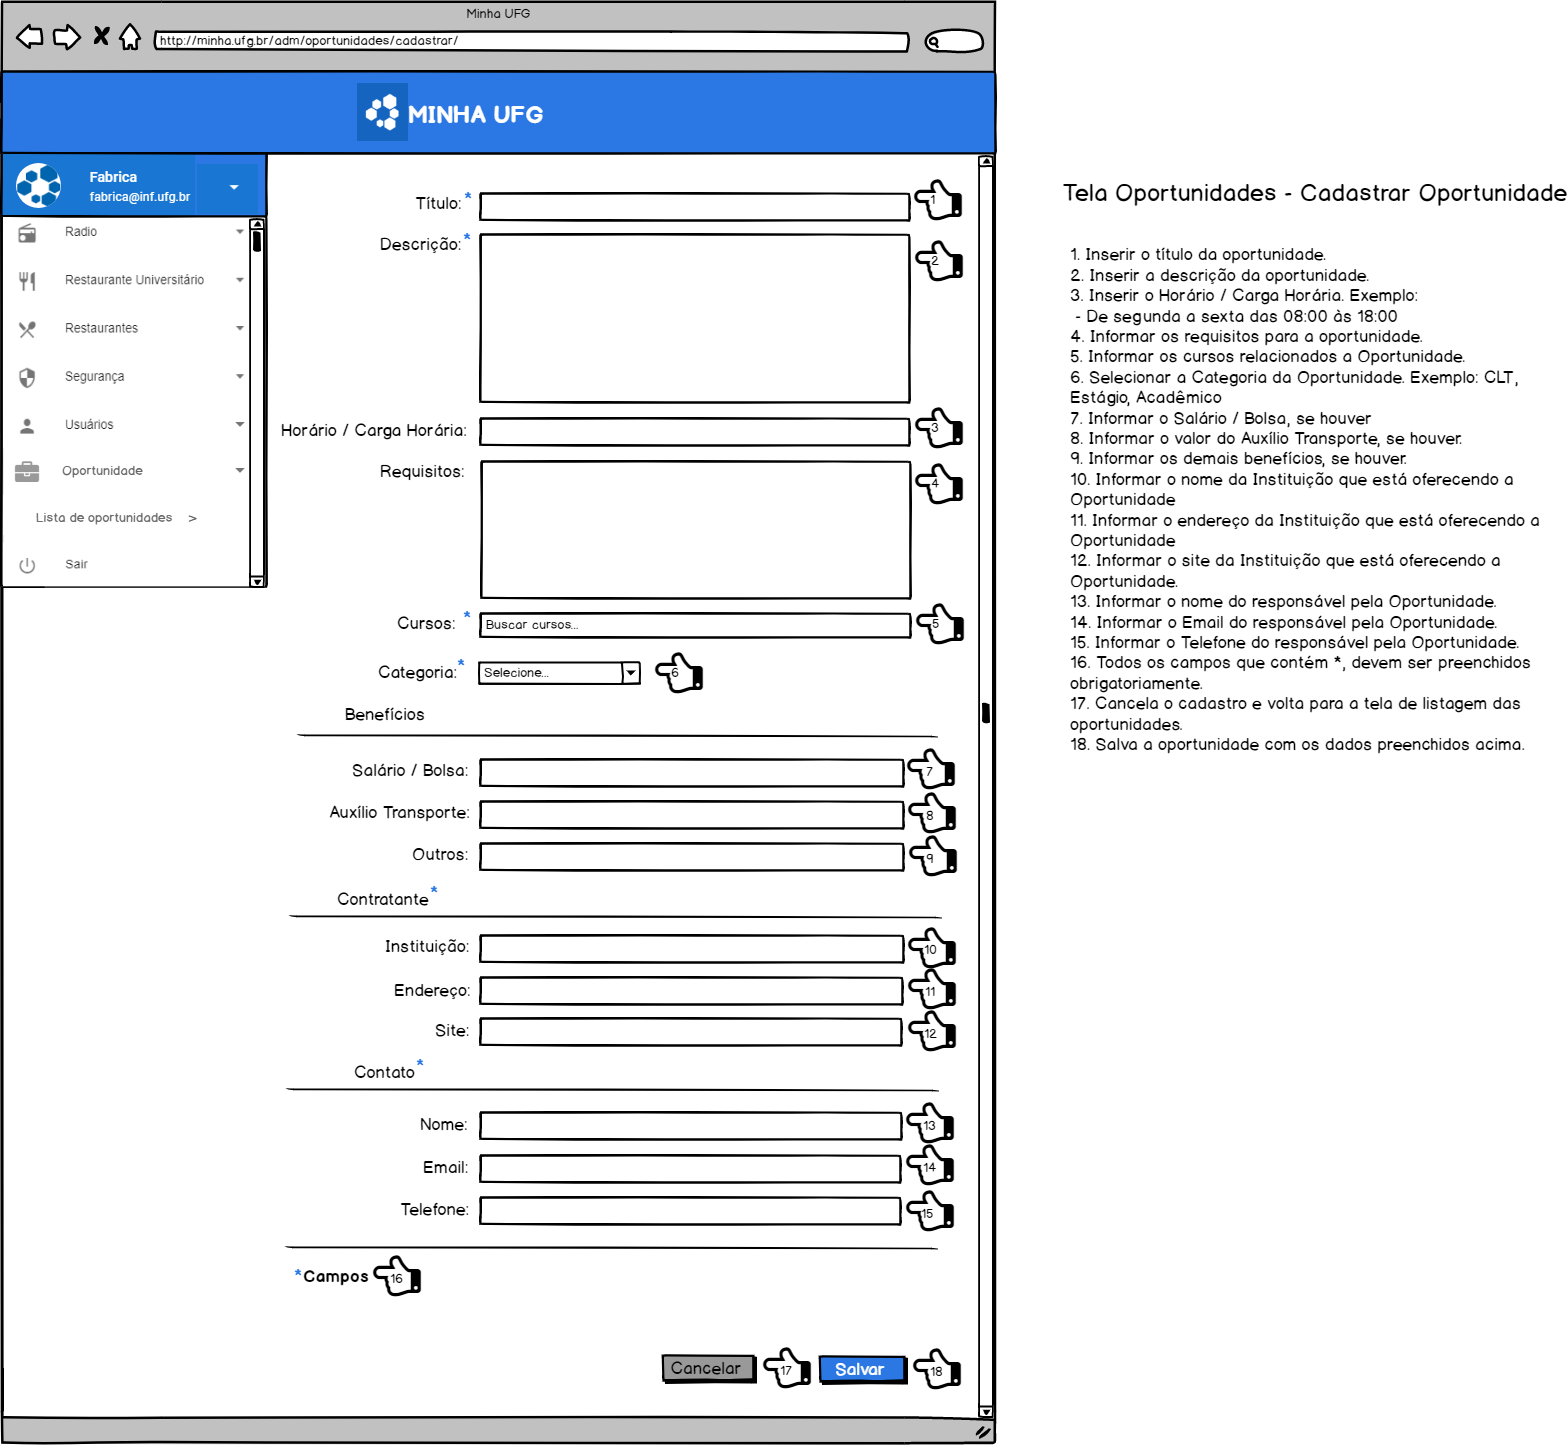 Minha UFG
http://minha.ufg.br/adm/oportunidades/cadastrar/
MINHA UFG
Fabrica
fabrica@inf.ufg.br
Radio
Restaurante Universitário
Restaurantes
Segurança
Usuários
Oportunidade
Lista de oportunidades >
Sair
Título:* 1
Descrição:* 2
Horário / Carga Horária: 3
Requisitos: 4
Cursos: * Buscar cursos... 5
Categoria:* Selecione... 6
Benefícios
Salário / Bolsa: 7
Auxílio Transporte: 8
Outros: 9
Contratante*
Instituição: 10
Endereço: 11
Site: 12
Contato*
Nome: 13
Email: 14
Telefone: 15
*Campos 16
Cancelar 17 Salvar 18
Tela Oportunidades - Cadastrar Oportunidade
1. Inserir o título da oportunidade.
2. Inserir a descrição da oportunidade.
3. Inserir o Horário / Carga Horária. Exemplo:
- De segunda a sexta das 08:00 às 18:00
4. Informar os requisitos para a oportunidade.
5. Informar os cursos relacionados a Oportunidade.
6. Selecionar a Categoria da Oportunidade. Exemplo: CLT,
Estágio, Acadêmico
7. Informar o Salário / Bolsa, se houver
8. Informar o valor do Auxílio Transporte, se houver.
9. Informar os demais benefícios, se houver.
10. Informar o nome da Instituição que está oferecendo a
Oportunidade
11. Informar o endereço da Instituição que está oferecendo a
Oportunidade
12. Informar o site da Instituição que está oferecendo a
Oportunidade.
13. Informar o nome do responsável pela Oportunidade.
14. Informar o Email do responsável pela Oportunidade.
15. Informar o Telefone do responsável pela Oportunidade.
16. Todos os campos que contém *, devem ser preenchidos
obrigatoriamente.
17. Cancela o cadastro e volta para a tela de listagem das
oportunidades.
18. Salva a oportunidade com os dados preenchidos acima.